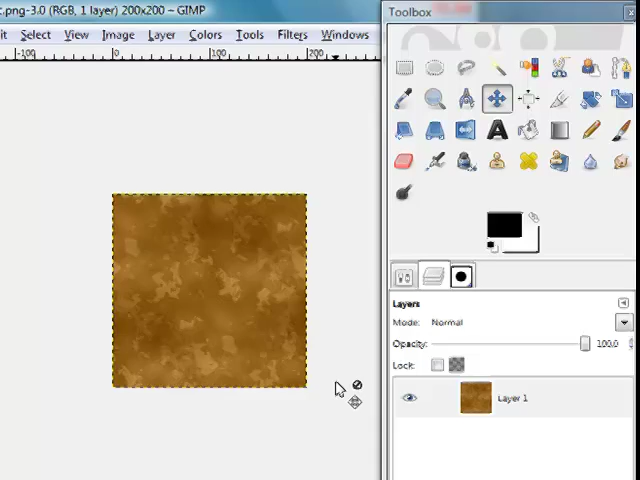 t.png-3.0 (RGB, 1 layer) 200x200 ~ GIMP
it Select View Image Layer Colors Tools Filters Windows
-100 0 100 200
Toolbox
Layers
Mode: Normal
Opacity: 100.0
Lock:
Layer 1